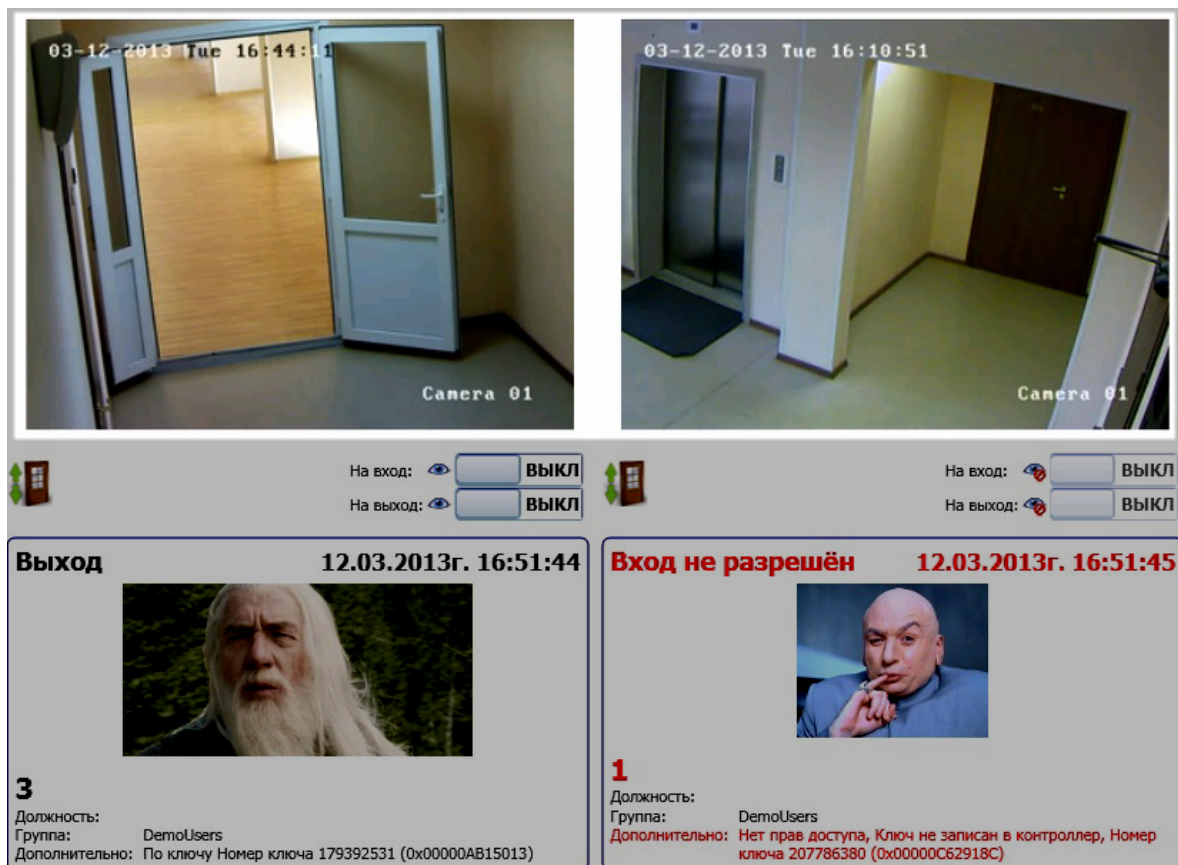 03-12-2013 Tue 16:44:11
Camera 01
03-12-2013 Tue 16:10:51
Camera 01
На вход: ВЫКЛ
На выход: ВЫКЛ
На вход: ВЫКЛ
На выход: ВЫКЛ
Выход 12.03.2013г. 16:51:44
3
Должность:
Группа: DemoUsers
Дополнительно: По ключу Номер ключа 179392531 (0x00000AB15013)
Вход не разрешён 12.03.2013г. 16:51:45
1
Должность:
Группа: DemoUsers
Дополнительно: Нет прав доступа, Ключ не записан в контроллер, Номер
ключа 207786380 (0x00000C62918C)